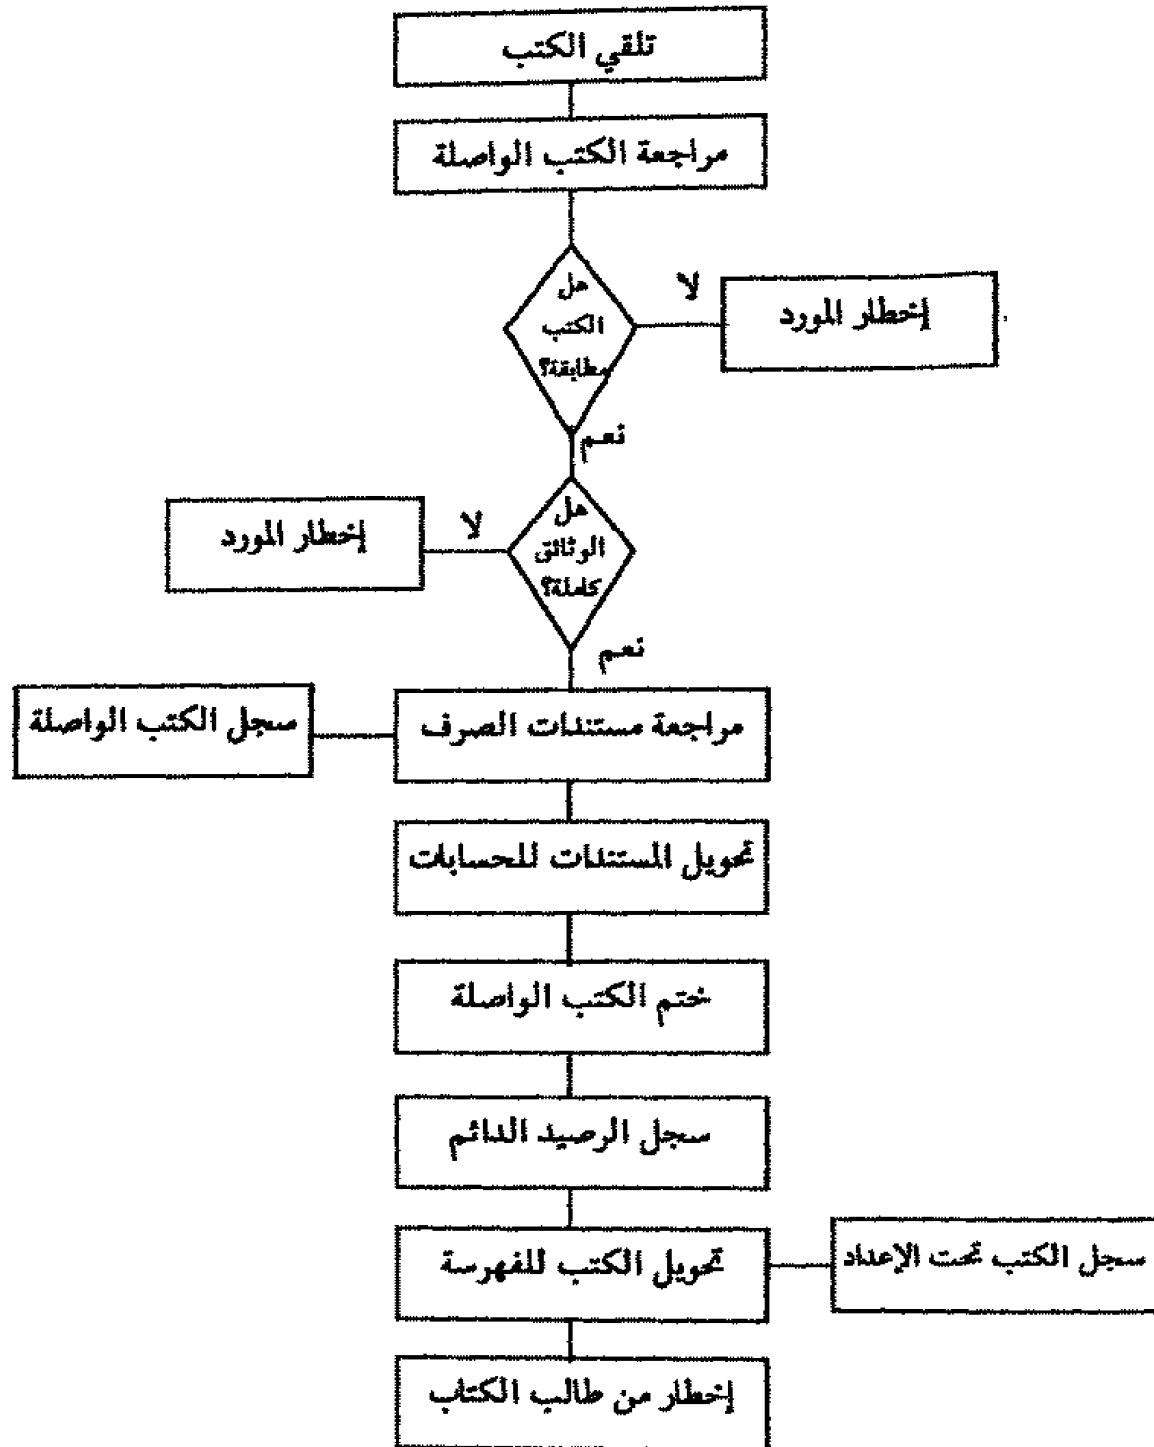 تلقي الكتب
مراجعة الكتب الواصلة
هل
الكتب
مطابقة؟
لا
إخطار المورد
نعم
هل
الوثائق
كاملة؟
لا
إخطار المورد
نعم
مراجعة مستندات الصرف
سجل الكتب الواصلة
تحويل المستندات للحسابات
ختم الكتب الواصلة
سجل الرصيد الدائم
تحويل الكتب للفهرسة
سجل الكتب تحت الإعداد
إخطار من طالب الكتاب